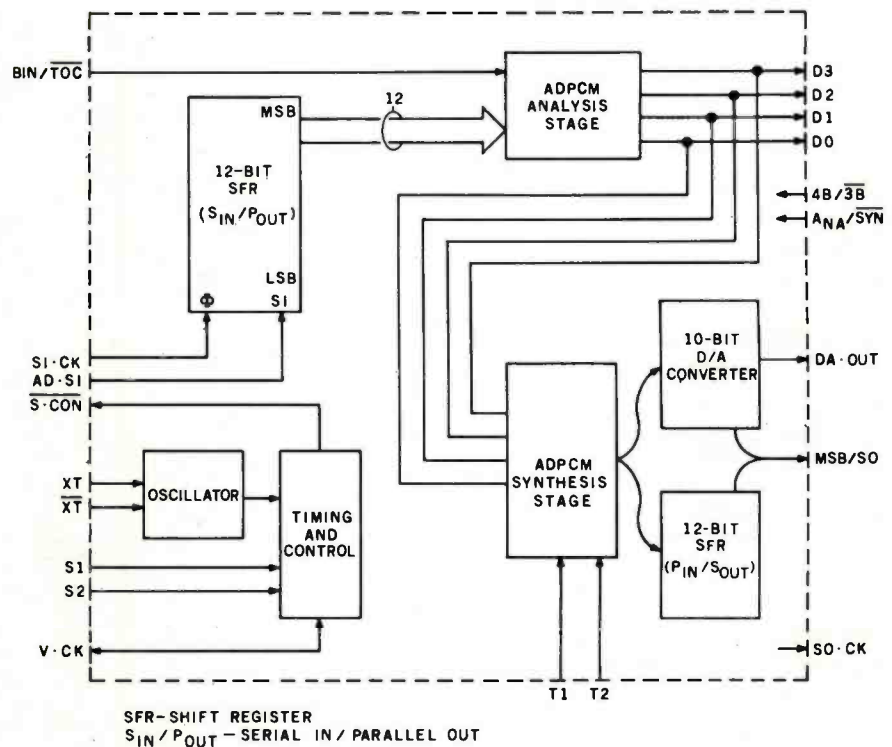 BIN/TOC
12-BIT
SFR
(SIN/POUT)
MSB
LSB
Φ
SI
12
ADPCM
ANALYSIS
STAGE
D3
D2
D1
D0
4B/3B
ANA/SYN
SI·CK
AD·SI
S·CON
XT
XT
OSCILLATOR
TIMING
AND
CONTROL
S1
S2
V·CK
ADPCM
SYNTHESIS
STAGE
T1
T2
10-BIT
D/A
CONVERTER
DA·OUT
MSB/SO
12-BIT
SFR
(PIN/SOUT)
SO·CK
SFR-SHIFT REGISTER
SIN/POUT–SERIAL IN/PARALLEL OUT